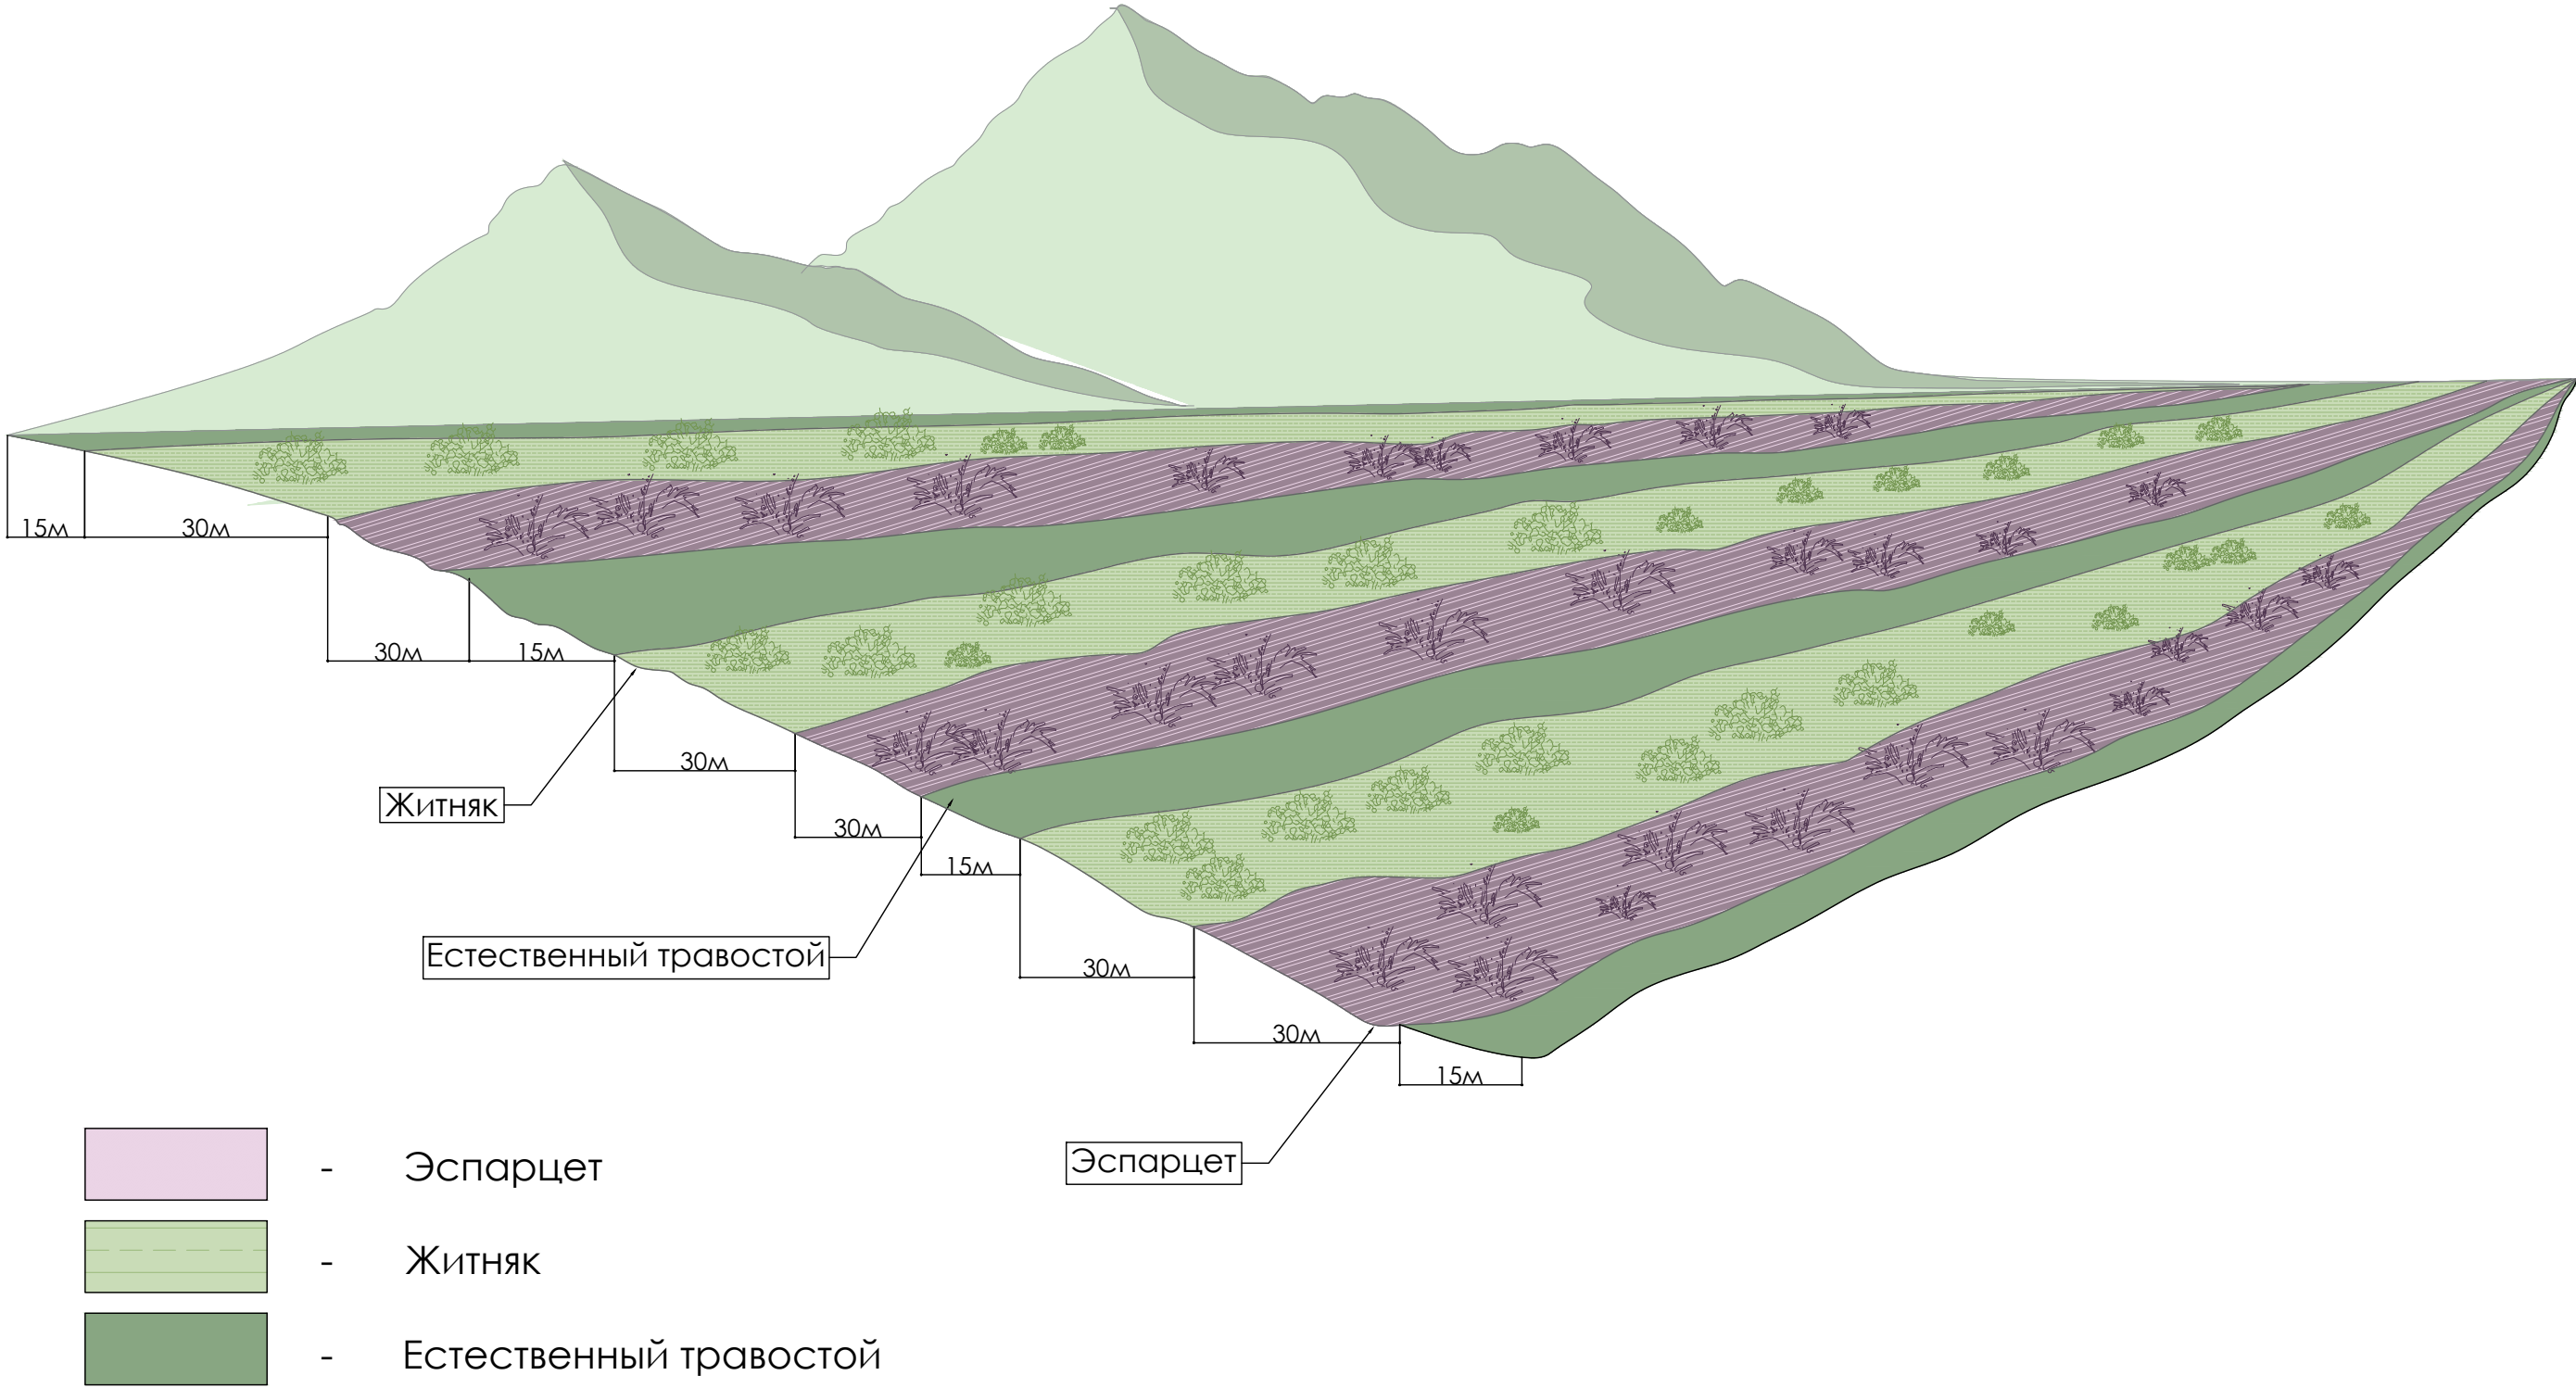 15м
30м
30м
15м
30м
Житняк
30м
15м
Естественный травостой
30м
30м
15м
Эспарцет
- Эспарцет
- Житняк
- Естественный травостой